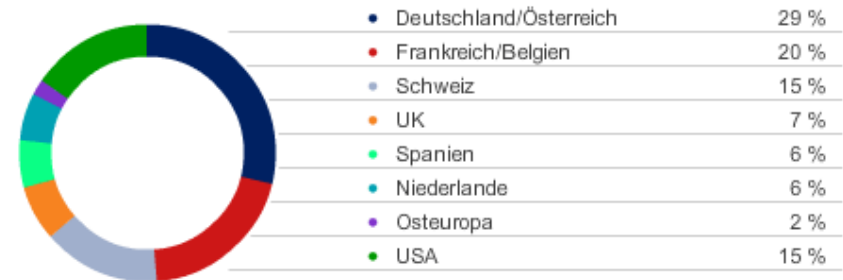 Deutschland/Österreich 29 %
Frankreich/Belgien 20 %
Schweiz 15 %
UK 7 %
Spanien 6 %
Niederlande 6 %
Osteuropa 2 %
USA 15 %